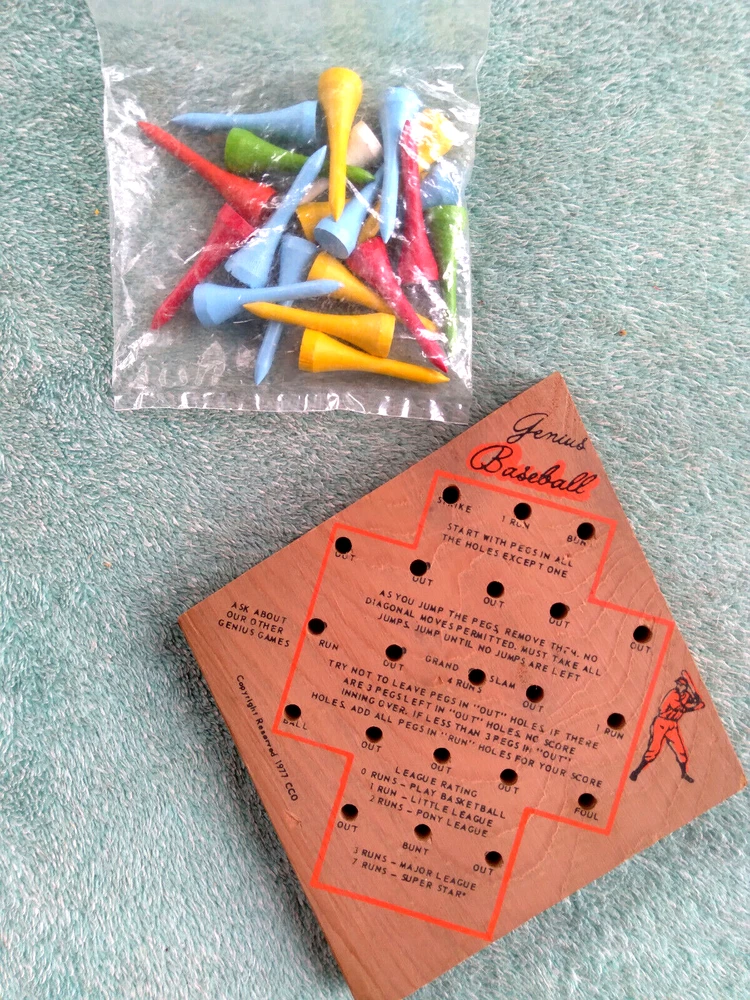 Genius
Baseball
STRIKE
1 RUN
BUNT
START WITH PEGS IN ALL
THE HOLES EXCEPT ONE
OUT
OUT
OUT
OUT
OUT
AS YOU JUMP THE PEGS, REMOVE THEM. NO
DIAGONAL MOVES PERMITTED. MUST TAKE ALL
JUMPS. JUMP UNTIL NO JUMPS ARE LEFT
ASK ABOUT
OUR OTHER
GENIUS GAMES
RUN
OUT
GRAND SLAM
4 RUNS
OUT
1 RUN
TRY NOT TO LEAVE PEGS IN "OUT" HOLES. IF THERE
ARE 3 PEGS LEFT IN "OUT" HOLES, NO SCORE
INNING OVER. IF LESS THAN 3 PEGS IN "OUT"
HOLES, ADD ALL PEGS IN "RUN" HOLES FOR YOUR SCORE
BALL
OUT
OUT
OUT
FOUL
LEAGUE RATING
0 RUNS – PLAY BASKETBALL
1 RUN – LITTLE LEAGUE
2 RUNS – PONY LEAGUE
OUT
BUNT
OUT
3 RUNS – MAJOR LEAGUE
7 RUNS – SUPER STAR*
Copyright Reserved 1977 CCO